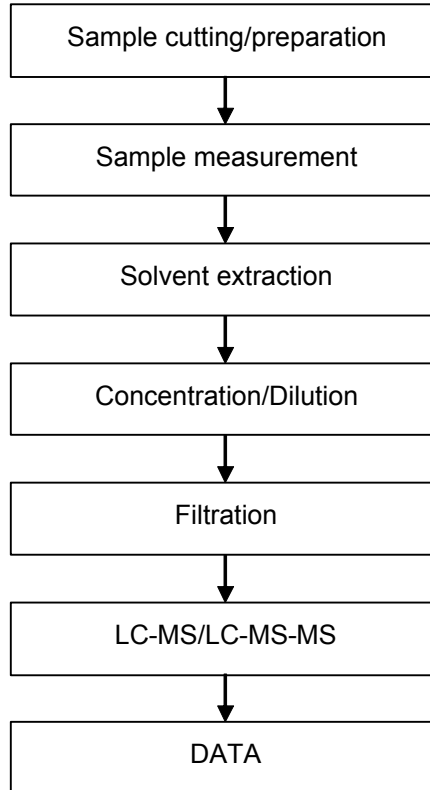 Sample cutting/preparation
Sample measurement
Solvent extraction
Concentration/Dilution
Filtration
LC-MS/LC-MS-MS
DATA